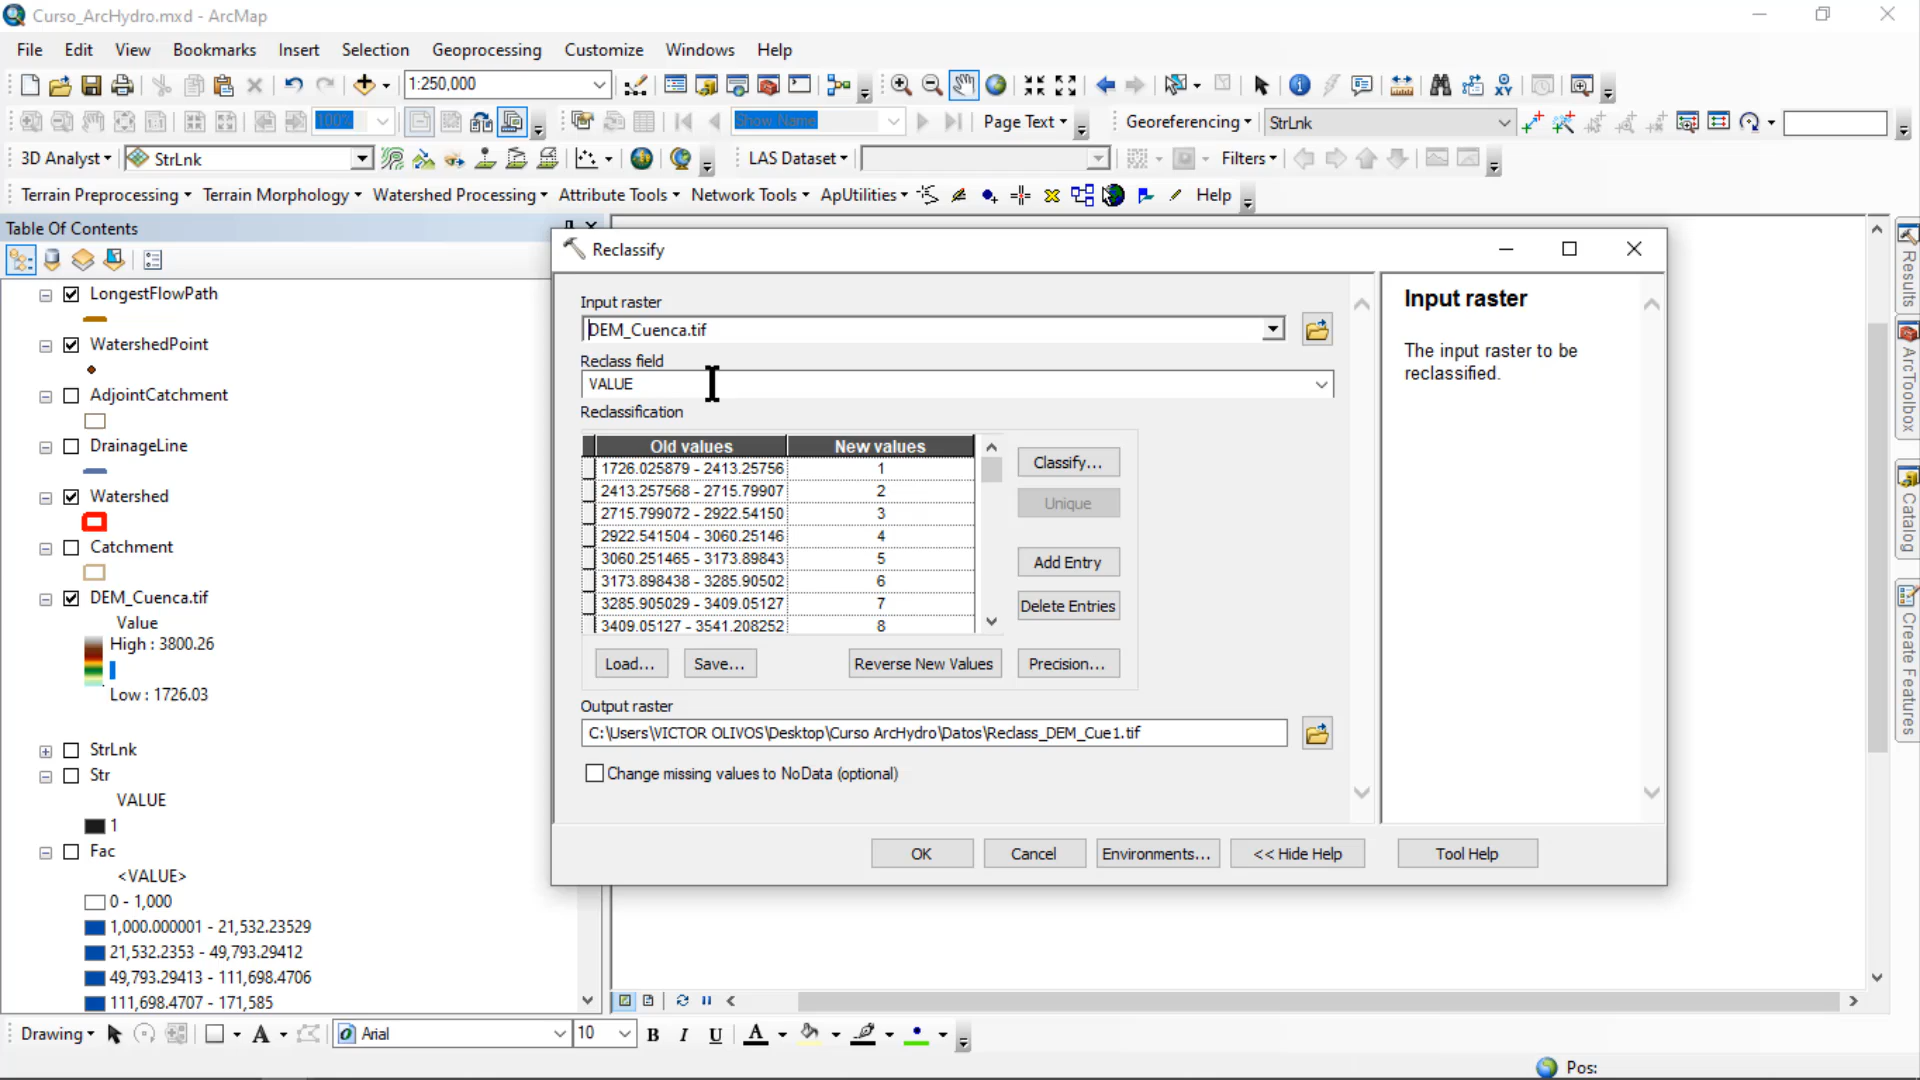 Curso_ArcHydro.mxd - ArcMap
File Edit View Bookmarks Insert Selection Geoprocessing Customize Windows Help
1:250,000
100% Show Name Page Text Georeferencing StrLnk
3D Analyst StrLnk LAS Dataset Filters
Terrain Preprocessing Terrain Morphology Watershed Processing Attribute Tools Network Tools ApUtilities Help
Table Of Contents
LongestFlowPath
WatershedPoint
AdjointCatchment
DrainageLine
Watershed
Catchment
DEM_Cuenca.tif
Value
High : 3800.26
Low : 1726.03
StrLnk
Str
VALUE
1
Fac
<VALUE>
0 - 1,000
1,000.000001 - 21,532.23529
21,532.2353 - 49,793.29412
49,793.29413 - 111,698.4706
111,698.4707 - 171,585
Reclassify
Input raster
DEM_Cuenca.tif
Reclass field
VALUE
Reclassification
Old values New values
1726.025879 - 2413.25756 1
2413.257568 - 2715.79907 2
2715.799072 - 2922.54150 3
2922.541504 - 3060.25146 4
3060.251465 - 3173.89843 5
3173.898438 - 3285.90502 6
3285.905029 - 3409.05127 7
3409.05127 - 3541.208252 8
Classify...
Unique
Add Entry
Delete Entries
Load... Save... Reverse New Values Precision...
Output raster
C:\Users\VICTOR OLIVOS\Desktop\Curso ArcHydro\Datos\Reclass_DEM_Cue1.tif
Change missing values to NoData (optional)
OK Cancel Environments... << Hide Help Tool Help
Input raster
The input raster to be
reclassified.
Results
ArcToolbox
Catalog
Create Features
Drawing A Arial 10 B I U A
Pos: